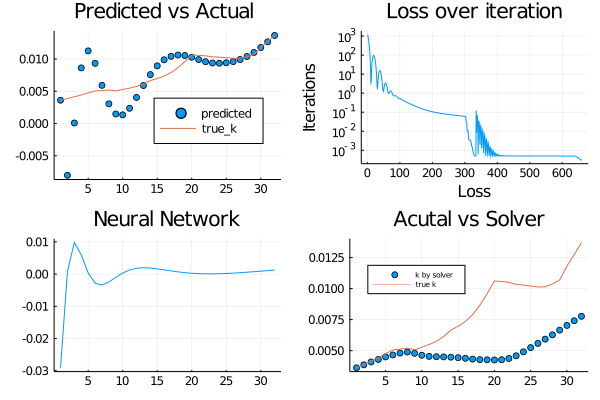 Predicted vs Actual
0.010
0.005
0.000
-0.005
predicted
true_k
5 10 15 20 25 30
Loss over iteration
10³
10²
10¹
10⁰
10⁻¹
10⁻²
10⁻³
Iterations
0 100 200 300 400 500 600
Loss
Neural Network
0.01
0.00
-0.01
-0.02
-0.03
5 10 15 20 25 30
Acutal vs Solver
0.0125
0.0100
0.0075
0.0050
k by solver
true k
5 10 15 20 25 30